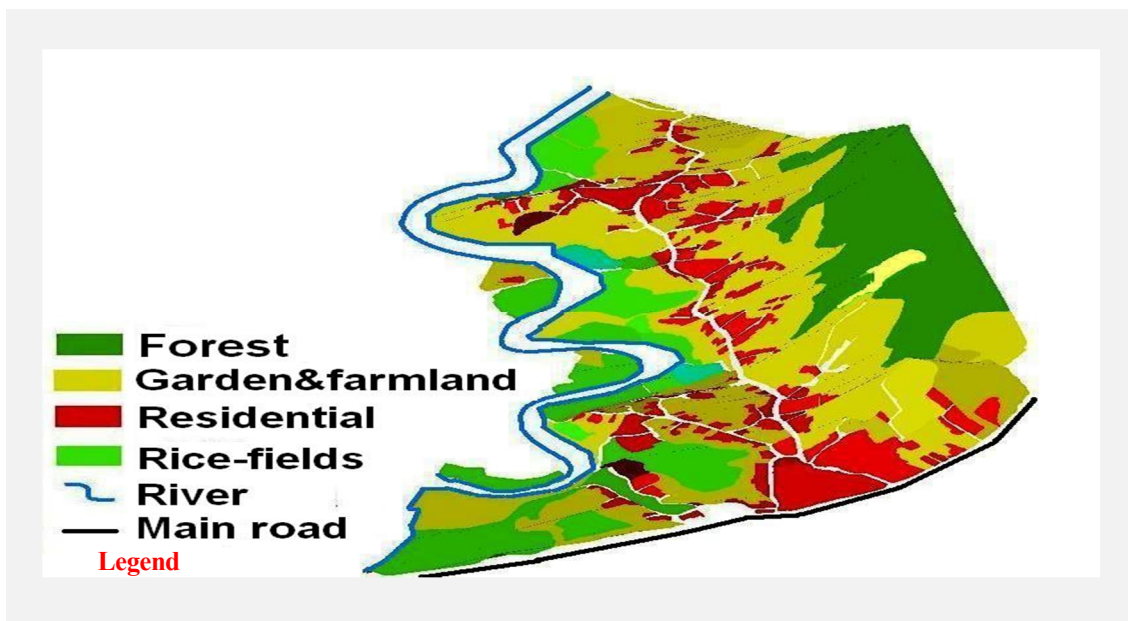 Forest
Garden&farmland
Residential
Rice-fields
River
Main road
Legend